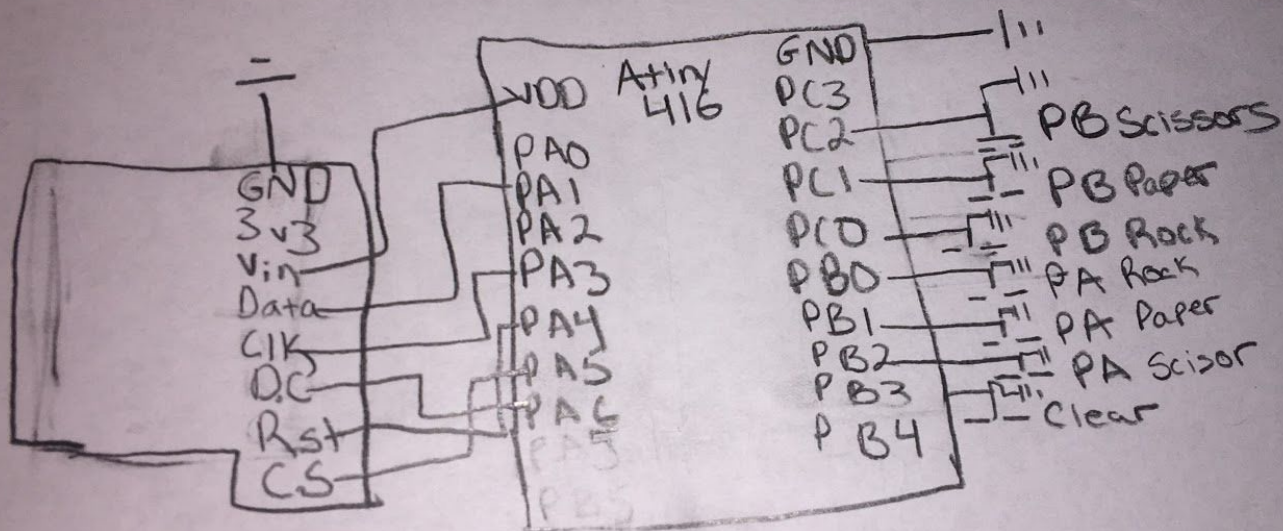 GND
3v3
Vin
Data
Clk
D.C
Rst
CS
VDD
PA0
PA1
PA2
PA3
PA4
PA5
PA6
PA5
PB5
Atiny
416
GND
PC3
PC2
PC1
PC0
PB0
PB1
PB2
PB3
PB4
PB Scissors
PB Paper
PB Rock
PA Rock
PA Paper
PA Scisor
Clear